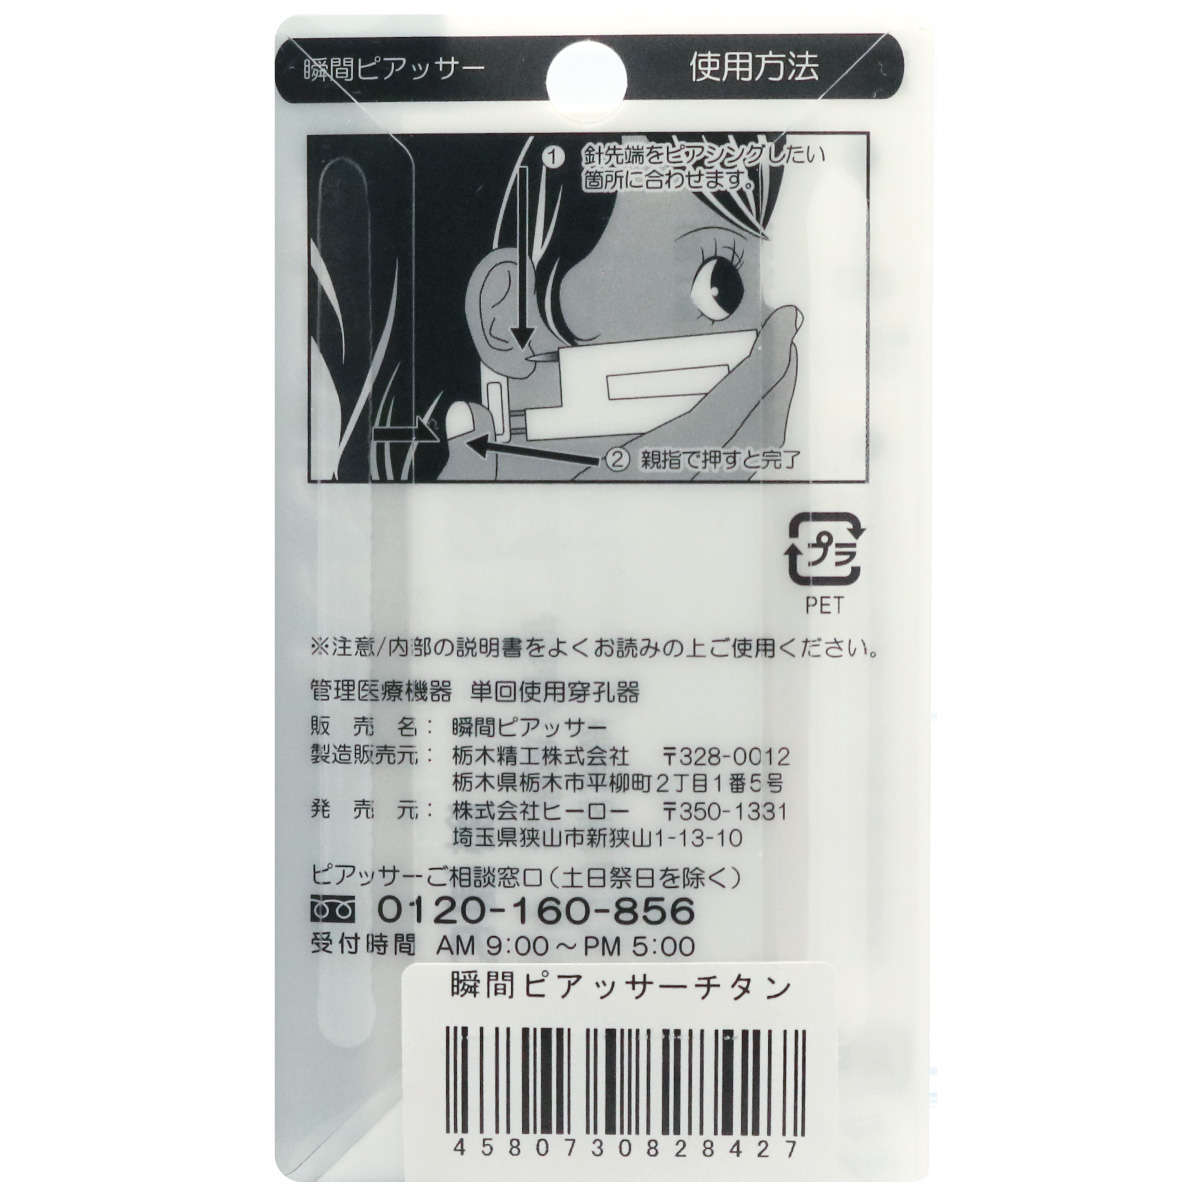 瞬間ピアッサー 使用方法
① 針先端をピアシングしたい
箇所に合わせます。
② 親指で押すと完了
プラ
PET
※注意/内部の説明書をよくお読みの上ご使用ください。
管理医療機器 単回使用穿孔器
販売名： 瞬間ピアッサー
製造販売元： 栃木精工株式会社 〒328-0012
栃木県栃木市平柳町2丁目1番5号
発売元： 株式会社ヒーロー 〒350-1331
埼玉県狭山市新狭山1-13-10
ピアッサーご相談窓口（土日祭日を除く）
0120-160-856
受付時間 AM 9:00～PM 5:00
瞬間ピアッサーチタン
4580730828427